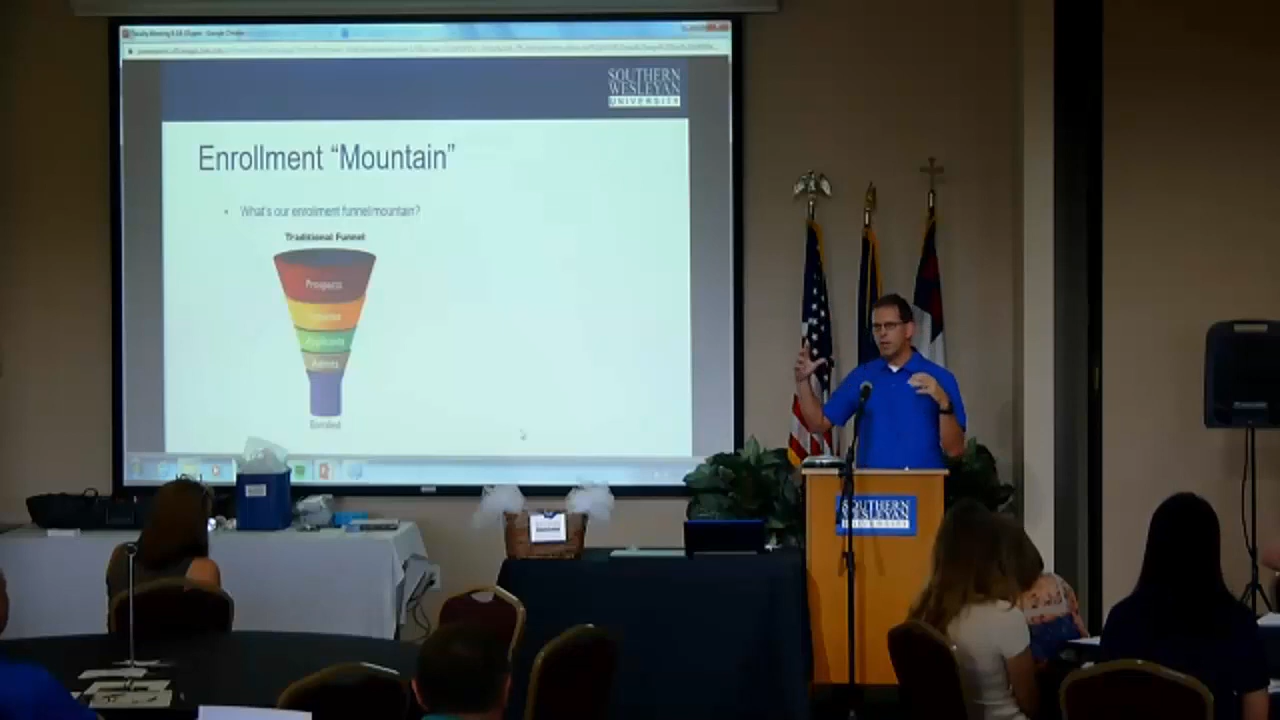 SOUTHERN
WESLEYAN
UNIVERSITY
Enrollment “Mountain”
• What's our enrollment funnel/mountain?
Traditional Funnel
Prospects
Applicants
Admits
Enrolled
SOUTHERN
WESLEYAN
UNIVERSITY